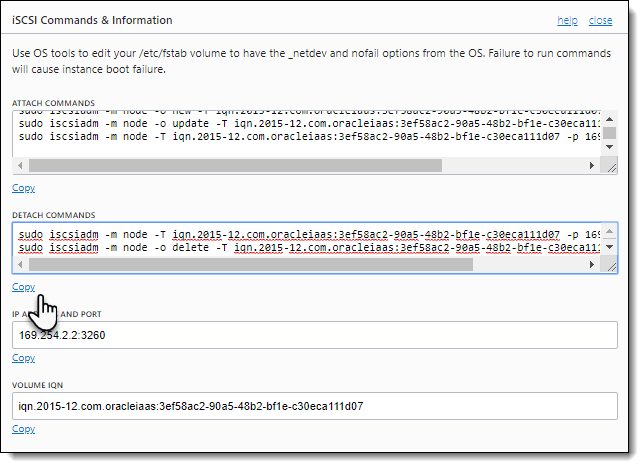 iSCSI Commands & Information help close
Use OS tools to edit your /etc/fstab volume to have the _netdev and nofail options from the OS. Failure to run commands
will cause instance boot failure.
ATTACH COMMANDS
sudo iscsiadm -m node -o new -T iqn.2015-12.com.oracleiaas:3ef58ac2-90a5-48b2-bf1e-c30eca111d07
sudo iscsiadm -m node -o update -T iqn.2015-12.com.oracleiaas:3ef58ac2-90a5-48b2-bf1e-c30eca111
sudo iscsiadm -m node -T iqn.2015-12.com.oracleiaas:3ef58ac2-90a5-48b2-bf1e-c30eca111d07 -p 169
Copy
DETACH COMMANDS
sudo iscsiadm -m node -T iqn.2015-12.com.oracleiaas:3ef58ac2-90a5-48b2-bf1e-c30eca111d07 -p 169
sudo iscsiadm -m node -o delete -T iqn.2015-12.com.oracleiaas:3ef58ac2-90a5-48b2-bf1e-c30eca111
Copy
IP AND PORT
169.254.2.2:3260
Copy
VOLUME IQN
iqn.2015-12.com.oracleiaas:3ef58ac2-90a5-48b2-bf1e-c30eca111d07
Copy